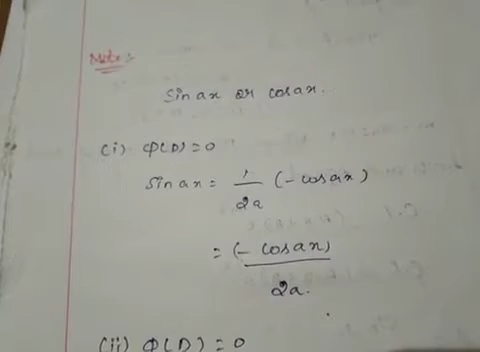 Note:-
Sin ax or cos ax.
(i) φ(D) = 0
Sin ax = 1/2a (- cos ax)
= (- cos ax)/2a.
(ii) φ(D) = 0